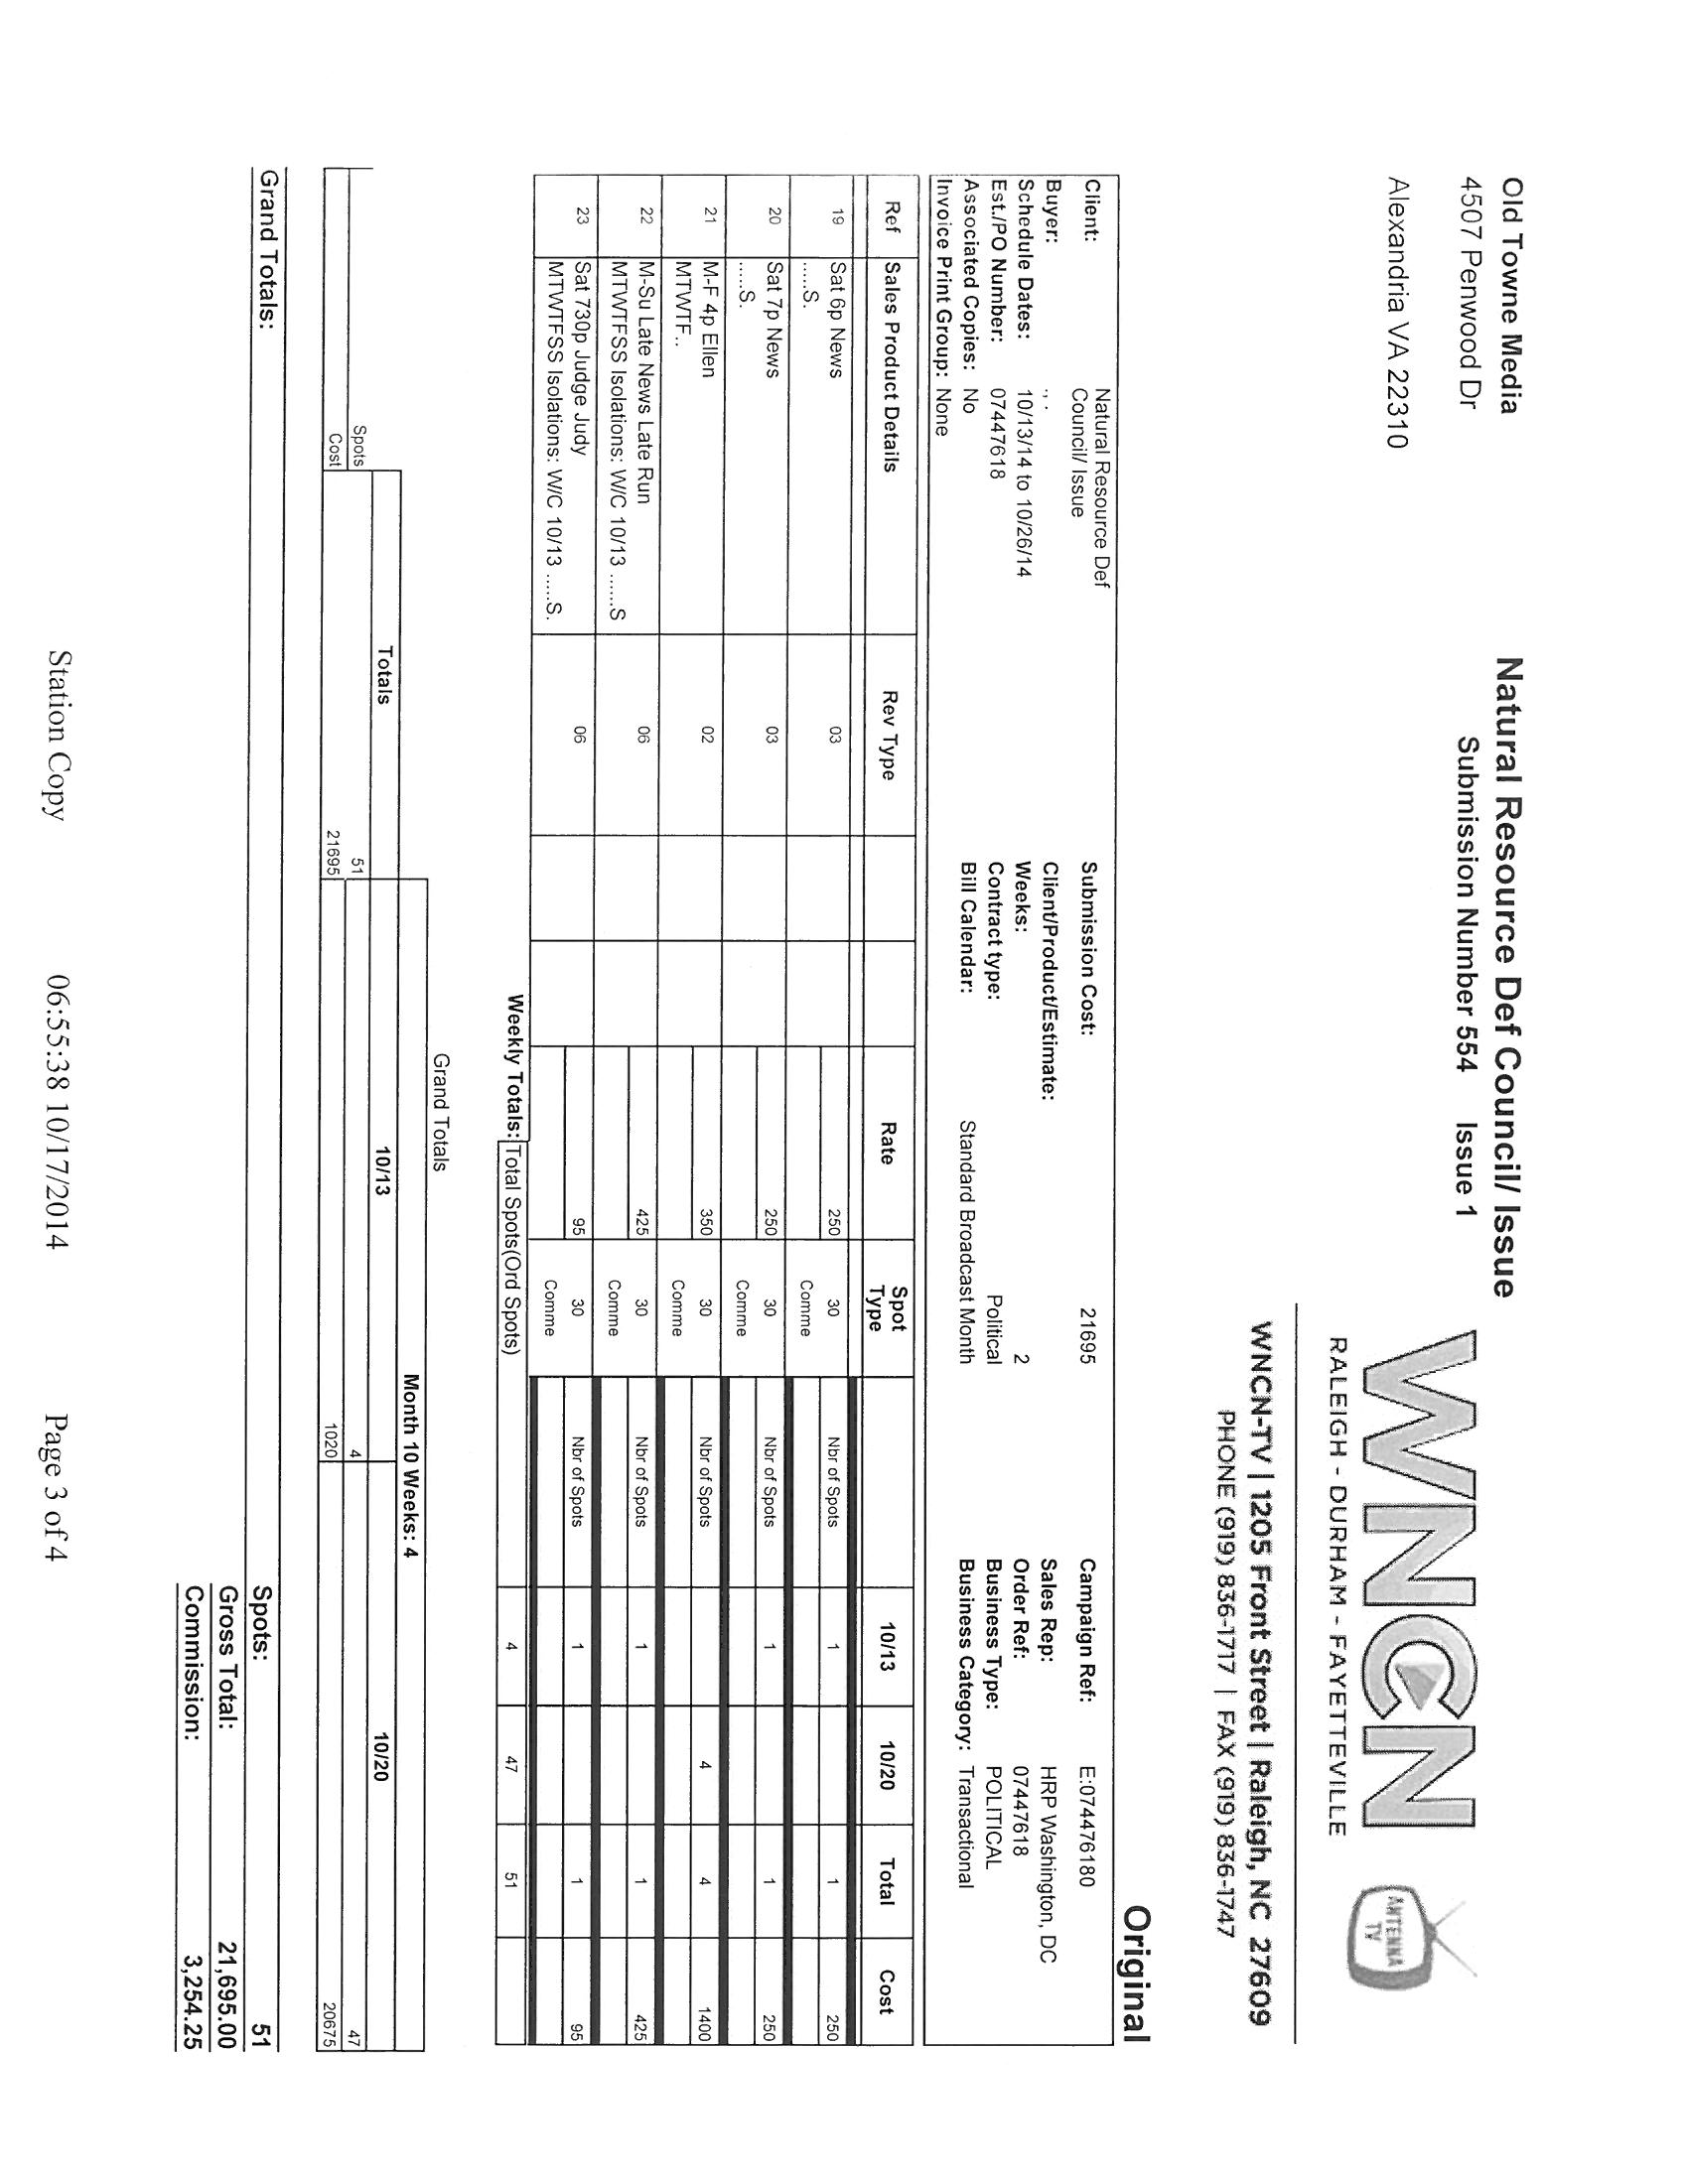 Old Towne Media
4507 Penwood Dr
Alexandria VA 22310
Natural Resource Def Council/ Issue
Submission Number 554 Issue 1
WNCN
RALEIGH - DURHAM - FAYETTEVILLE
ANTENNA TV
WNCN-TV | 1205 Front Street | Raleigh, NC 27609
PHONE (919) 836-1717 | FAX (919) 836-1747
Original
Client: Natural Resource Def Council/ Issue Submission Cost: 21695 Campaign Ref: E:074476180
Buyer: ., . Client/Product/Estimate: Sales Rep: HRP Washington, DC
Schedule Dates: 10/13/14 to 10/26/14 Weeks: 2 Order Ref: 07447618
Est./PO Number: 07447618 Contract type: Political Business Type: POLITICAL
Associated Copies: No Bill Calendar: Standard Broadcast Month Business Category: Transactional
Invoice Print Group: None
Ref Sales Product Details Rev Type Rate Spot Type 10/13 10/20 Total Cost
19 Sat 6p News 03 250 30 Nbr of Spots 1 1 250
.....S. Comme
20 Sat 7p News 03 250 30 Nbr of Spots 1 1 250
.....S. Comme
21 M-F 4p Ellen 02 350 30 Nbr of Spots 4 4 1400
MTWTF.. Comme
22 M-Su Late News Late Run 06 425 30 Nbr of Spots 1 1 425
MTWTFSS Isolations: W/C 10/13 ......S Comme
23 Sat 730p Judge Judy 06 95 30 Nbr of Spots 1 1 95
MTWTFSS Isolations: W/C 10/13 .....S. Comme
Weekly Totals: Total Spots(Ord Spots) 4 47 51
Grand Totals
Month 10 Weeks: 4
Totals 10/13 10/20
Spots 51 4 47
Cost 21695 1020 20675
Grand Totals:
Spots: 51
Gross Total: 21,695.00
Commission: 3,254.25
Station Copy 06:55:38 10/17/2014 Page 3 of 4